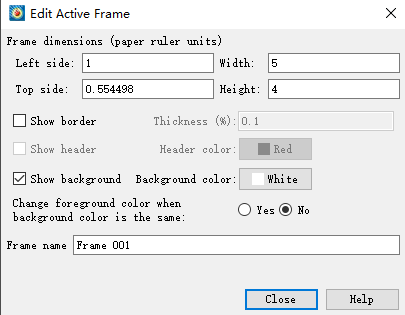 Edit Active Frame
Frame dimensions (paper ruler units)
Left side: 1 Width: 5
Top side: 0.554498 Height: 4
Show border Thickness (%): 0.1
Show header Header color: Red
Show background Background color: White
Change foreground color when
background color is the same: Yes No
Frame name Frame 001
Close Help